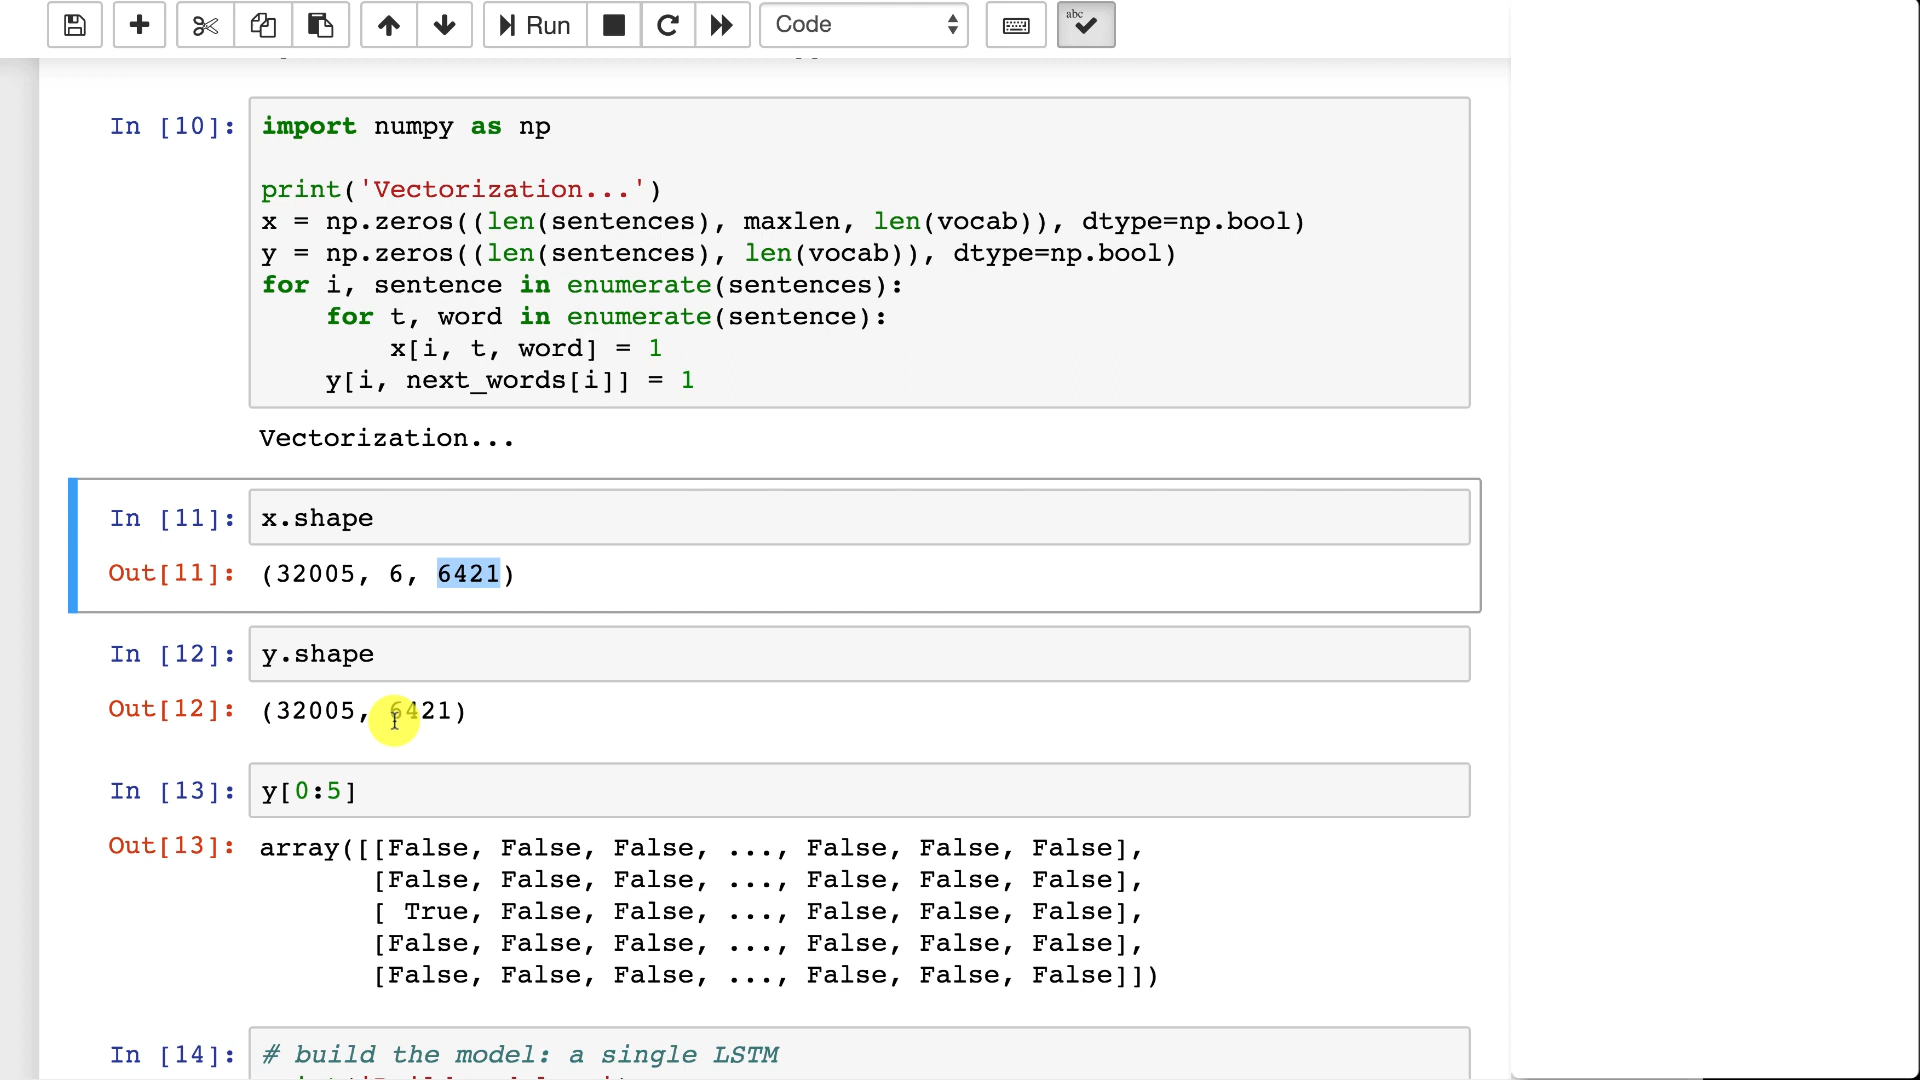 abc
Run
Code
In [10]:
import numpy as np
print('Vectorization...')
x = np.zeros((len(sentences), maxlen, len(vocab)), dtype=np.bool)
y = np.zeros((len(sentences), len(vocab)), dtype=np.bool)
for i, sentence in enumerate(sentences):
    for t, word in enumerate(sentence):
        x[i, t, word] = 1
    y[i, next_words[i]] = 1
Vectorization...
In [11]: x.shape
Out[11]: (32005, 6, 6421)
In [12]: y.shape
Out[12]: (32005, 6421)
In [13]: y[0:5]
Out[13]: array([[False, False, False, ..., False, False, False],
[False, False, False, ..., False, False, False],
[ True, False, False, ..., False, False, False],
[False, False, False, ..., False, False, False],
[False, False, False, ..., False, False, False]])
In [14]: # build the model: a single LSTM